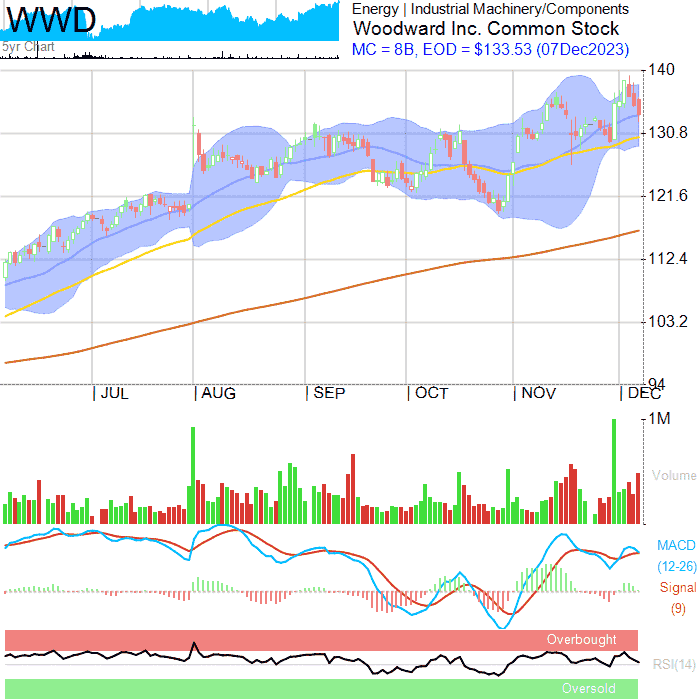 WWD
5yr Chart
Energy | Industrial Machinery/Components
Woodward Inc. Common Stock
MC = 8B, EOD = $133.53 (07Dec2023)
140
130.8
121.6
112.4
103.2
94
JUL AUG SEP OCT NOV DEC
1M
Volume
MACD
(12-26)
Signal
(9)
Overbought
RSI(14)
Oversold